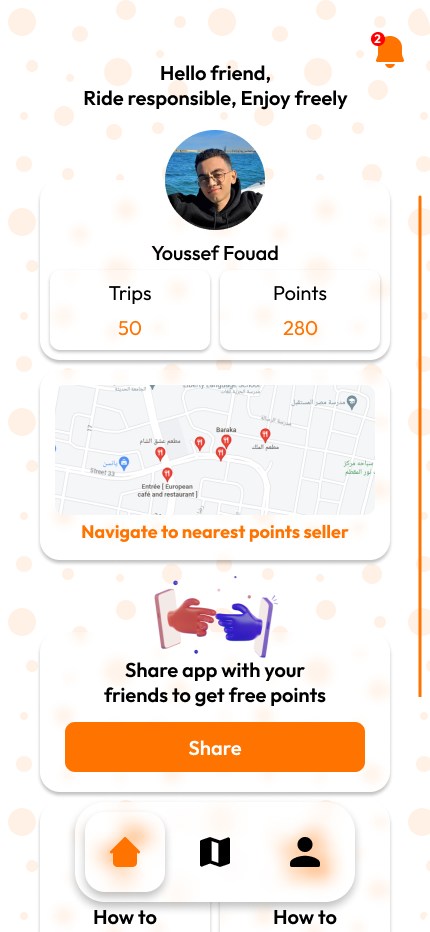 2
Hello friend,
Ride responsible, Enjoy freely
Youssef Fouad
Trips
Points
50
280
Liberty Language School
مدرسة مصر المستقبل
Baraka
مطعم عشق الشام
مطعم الملك
Street 33
Entrée [ European
café and restaurant ]
Navigate to nearest points seller
Share app with your
friends to get free points
Share
How to
How to